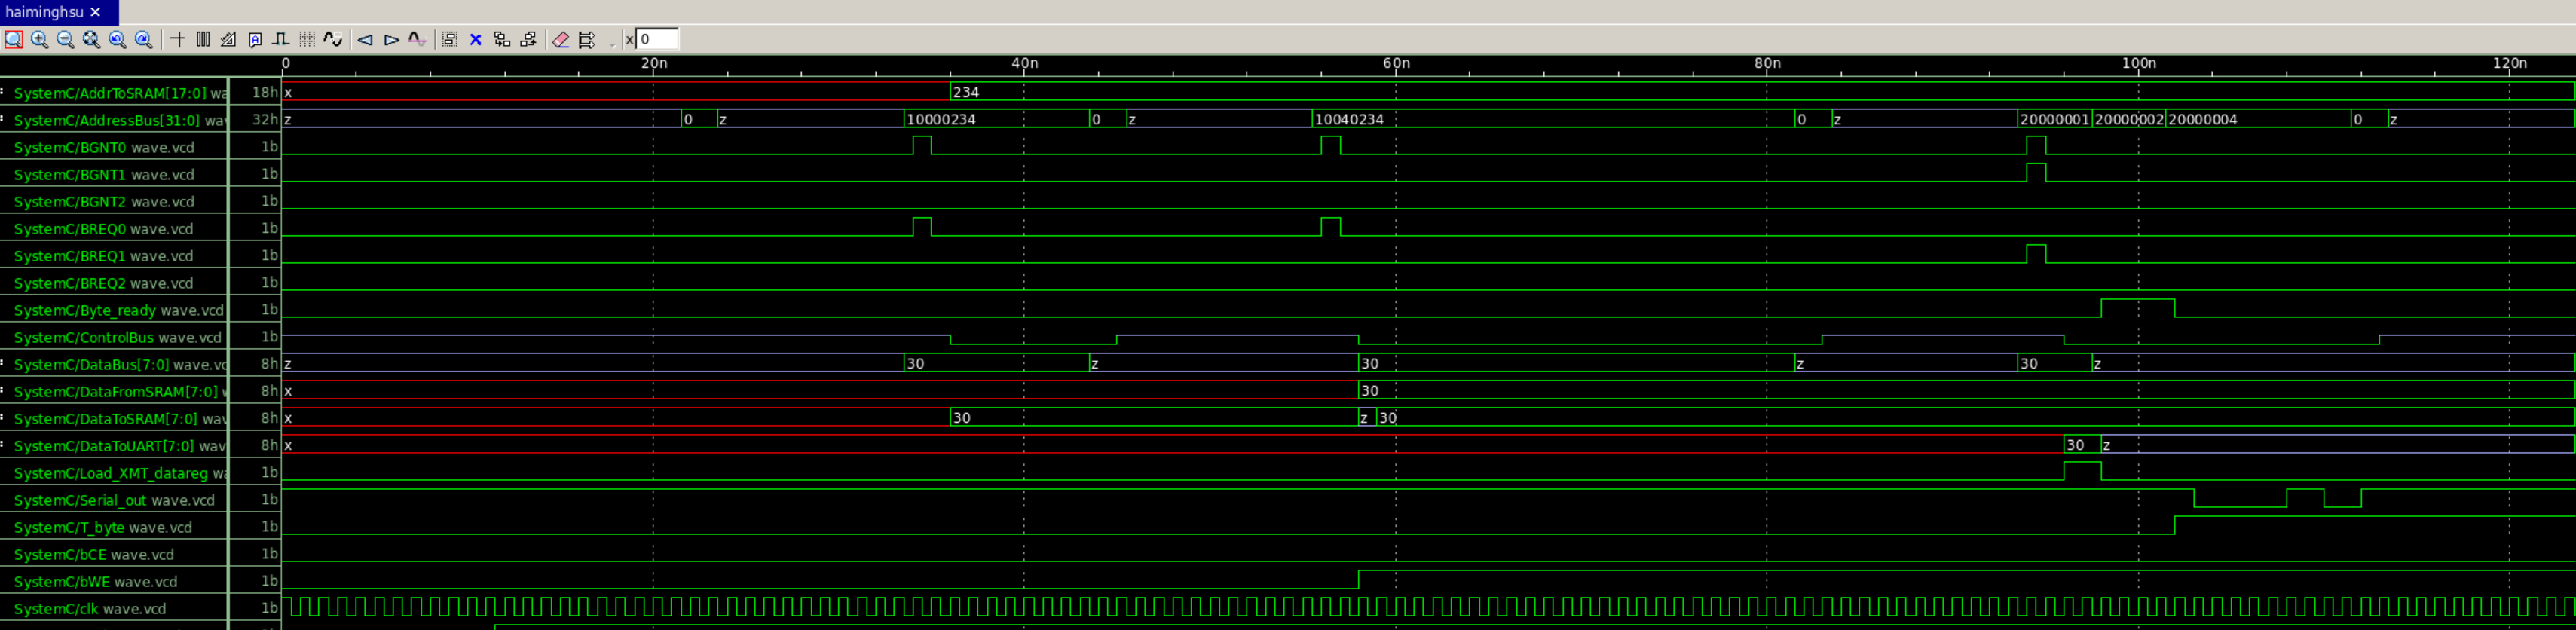 haiminghsu ✕
x 0
0 20n 40n 60n 80n 100n 120n
SystemC/AddrToSRAM[17:0] wa 18h x 234
SystemC/AddressBus[31:0] wav 32h z 0 z 10000234 0 z 10040234 0 z 20000001 20000002 20000004 0 z
SystemC/BGNT0 wave.vcd 1b
SystemC/BGNT1 wave.vcd 1b
SystemC/BGNT2 wave.vcd 1b
SystemC/BREQ0 wave.vcd 1b
SystemC/BREQ1 wave.vcd 1b
SystemC/BREQ2 wave.vcd 1b
SystemC/Byte_ready wave.vcd 1b
SystemC/ControlBus wave.vcd 1b
SystemC/DataBus[7:0] wave.vc 8h z 30 z 30 z 30 z
SystemC/DataFromSRAM[7:0] w 8h x 30
SystemC/DataToSRAM[7:0] wav 8h x 30 z 30
SystemC/DataToUART[7:0] wav 8h x 30 z
SystemC/Load_XMT_datareg wa 1b
SystemC/Serial_out wave.vcd 1b
SystemC/T_byte wave.vcd 1b
SystemC/bCE wave.vcd 1b
SystemC/bWE wave.vcd 1b
SystemC/clk wave.vcd 1b